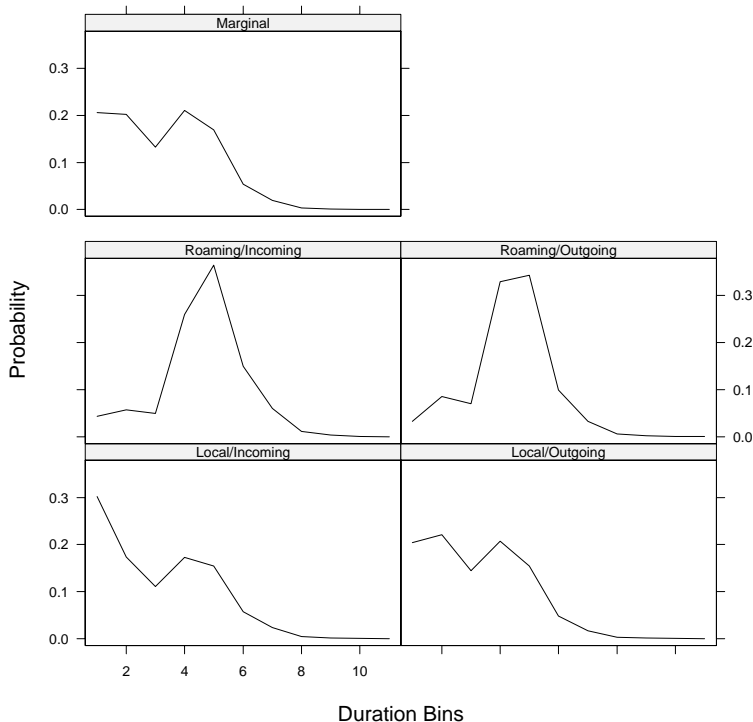 Marginal
0.3
0.2
0.1
0.0
Roaming/Incoming Roaming/Outgoing
0.3
0.2
0.1
0.0
Probability
Local/Incoming Local/Outgoing
0.3
0.2
0.1
0.0
2 4 6 8 10
Duration Bins